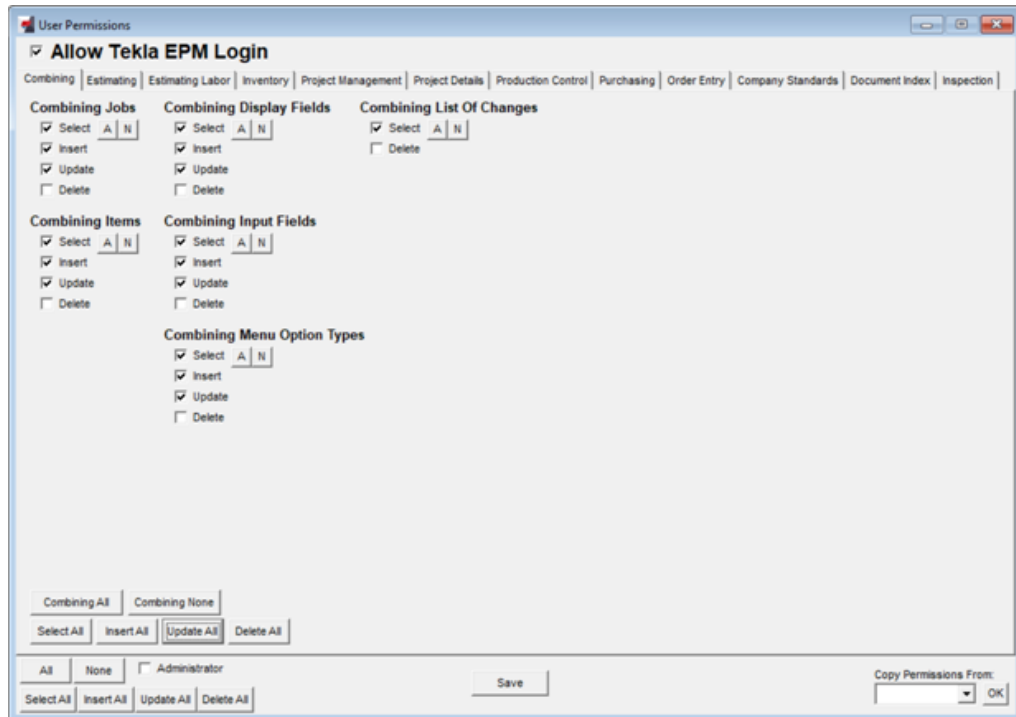 User Permissions
Allow Tekla EPM Login
Combining Estimating Estimating Labor Inventory Project Management Project Details Production Control Purchasing Order Entry Company Standards Document Index Inspection
Combining Jobs Combining Display Fields Combining List Of Changes
Select A N Select A N Select A N
Insert Insert Delete
Update Update
Delete Delete
Combining Items Combining Input Fields
Select A N Select A N
Insert Insert
Update Update
Delete Delete
Combining Menu Option Types
Select A N
Insert
Update
Delete
Combining All Combining None
Select All Insert All Update All Delete All
All None Administrator
Save
Copy Permissions From:
Select All Insert All Update All Delete All
OK